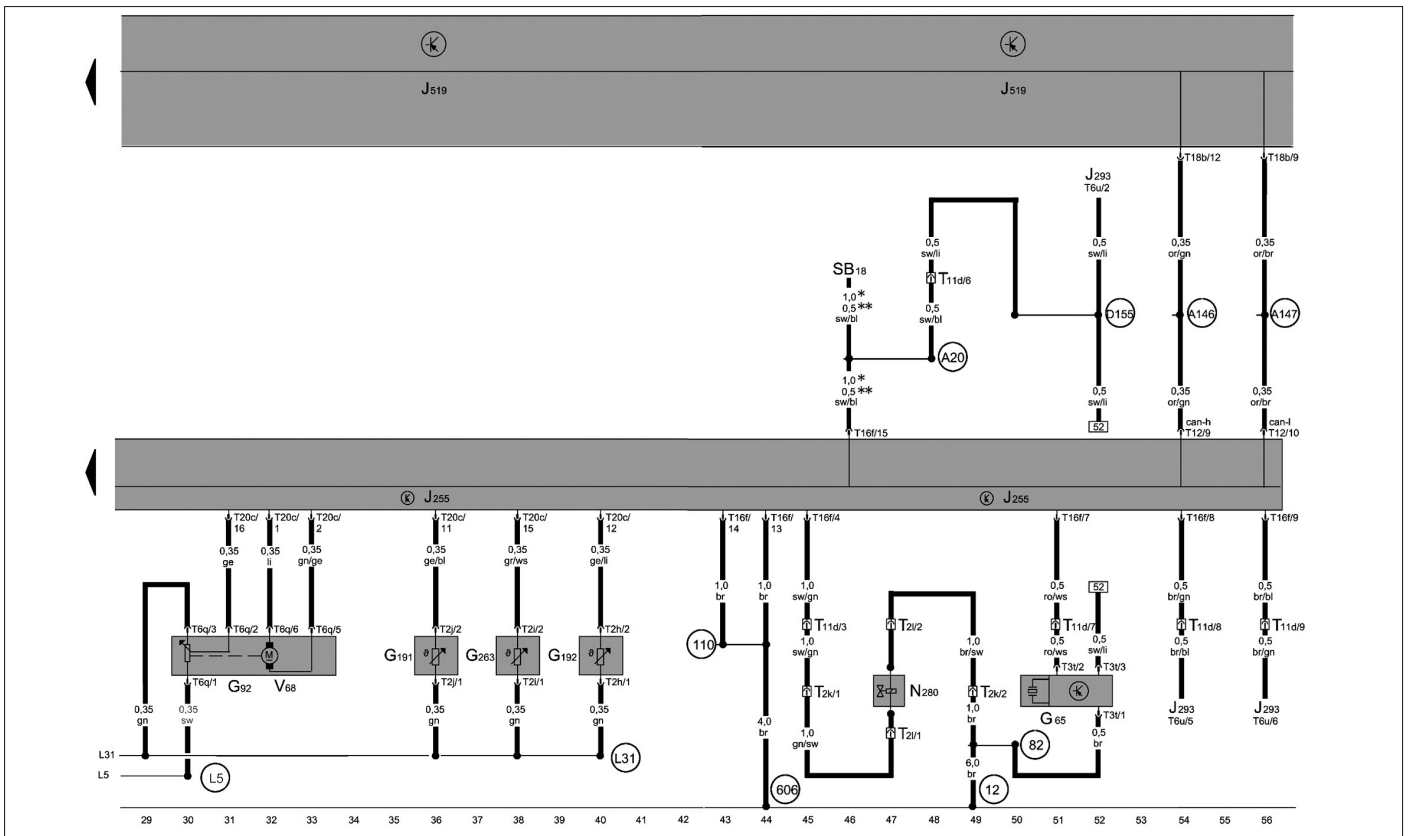 J519 J519
T18b/12 T18b/9
J293
T6u/2
0,5
sw/li
0,5
sw/li
0,35
or/gn
0,35
or/br
SB18
T11d/6
1,0*
0,5**
sw/bl
0,5
sw/bl
D155 A146 A147
A20
1,0*
0,5**
sw/bl
0,5
sw/li
0,35
or/gn
0,35
or/br
T16f/15
52
can-h
T12/9
can-l
T12/10
J255 J255
T20c/
16
T20c/
1
T20c/
2
T20c/
11
T20c/
15
T20c/
12
T16f/
14
T16f/
13
T16f/4
T16f/7
T16f/8
T16f/9
0,35
ge
0,35
li
0,35
gn/ge
0,35
ge/bl
0,35
gr/ws
0,35
ge/li
1,0
br
1,0
br
1,0
sw/gn
0,5
ro/ws
52
0,5
br/gn
0,5
br/bl
T6q/3 T6q/2 T6q/6 T6q/5
T2j/2 T2i/2 T2h/2
T11d/3 T2l/2
1,0
br/sw
T11d/7 T11d/8 T11d/9
110
1,0
sw/gn
0,5
ro/ws
0,5
sw/li
0,5
br/bl
0,5
br/gn
M
G191 G263 G192
T3t/2 T3t/3
T6q/1
G92 V68
T2j/1 T2i/1 T2h/1
T2k/1 N280 T2k/2
G65
T3t/1
J293
T6u/5
J293
T6u/6
0,35
gn
0,35
sw
0,35
gn
0,35
gn
0,35
gn
4,0
br
1,0
gn/sw
T2l/1
1,0
br
0,5
br
82
L31 L31
L5 L5
606
6,0
br
12
29 30 31 32 33 34 35 36 37 38 39 40 41 42 43 44 45 46 47 48 49 50 51 52 53 54 55 56